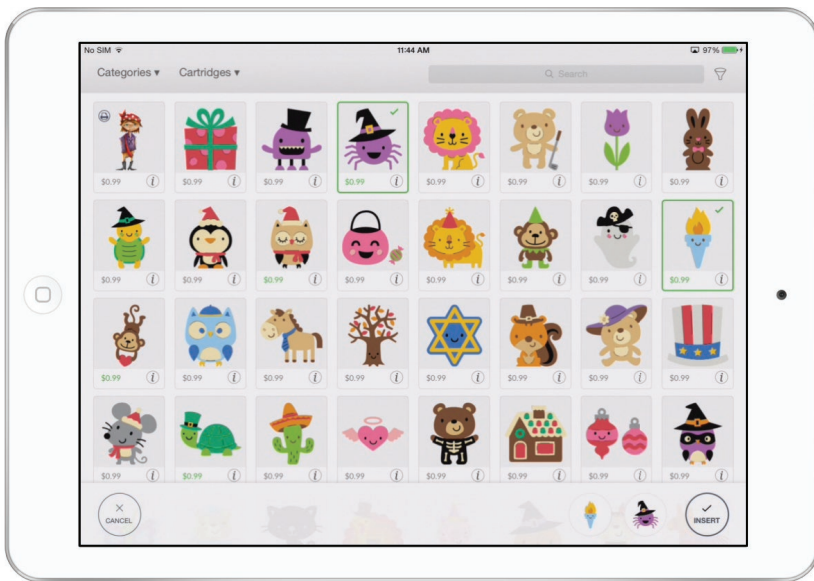 No SIM 11:44 AM 97%
Categories ▾ Cartridges ▾ Search
$0.99 i $0.99 i $0.99 i $0.99 i $0.99 i $0.99 i $0.99 i $0.99 i
$0.99 i $0.99 i $0.99 i $0.99 i $0.99 i $0.99 i $0.99 i $0.99 i
$0.99 i $0.99 i $0.99 i $0.99 i $0.99 i $0.99 i $0.99 i $0.99 i
$0.99 i $0.99 i $0.99 i $0.99 i $0.99 i $0.99 i $0.99 i $0.99 i
CANCEL INSERT